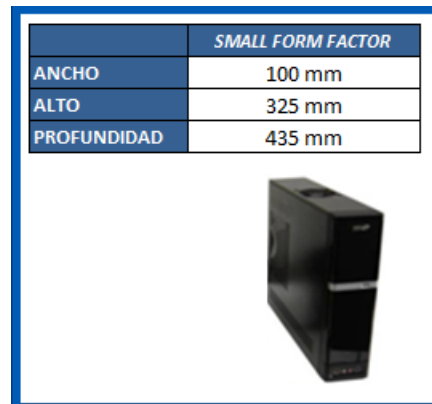 SMALL FORM FACTOR
ANCHO 100 mm
ALTO 325 mm
PROFUNDIDAD 435 mm